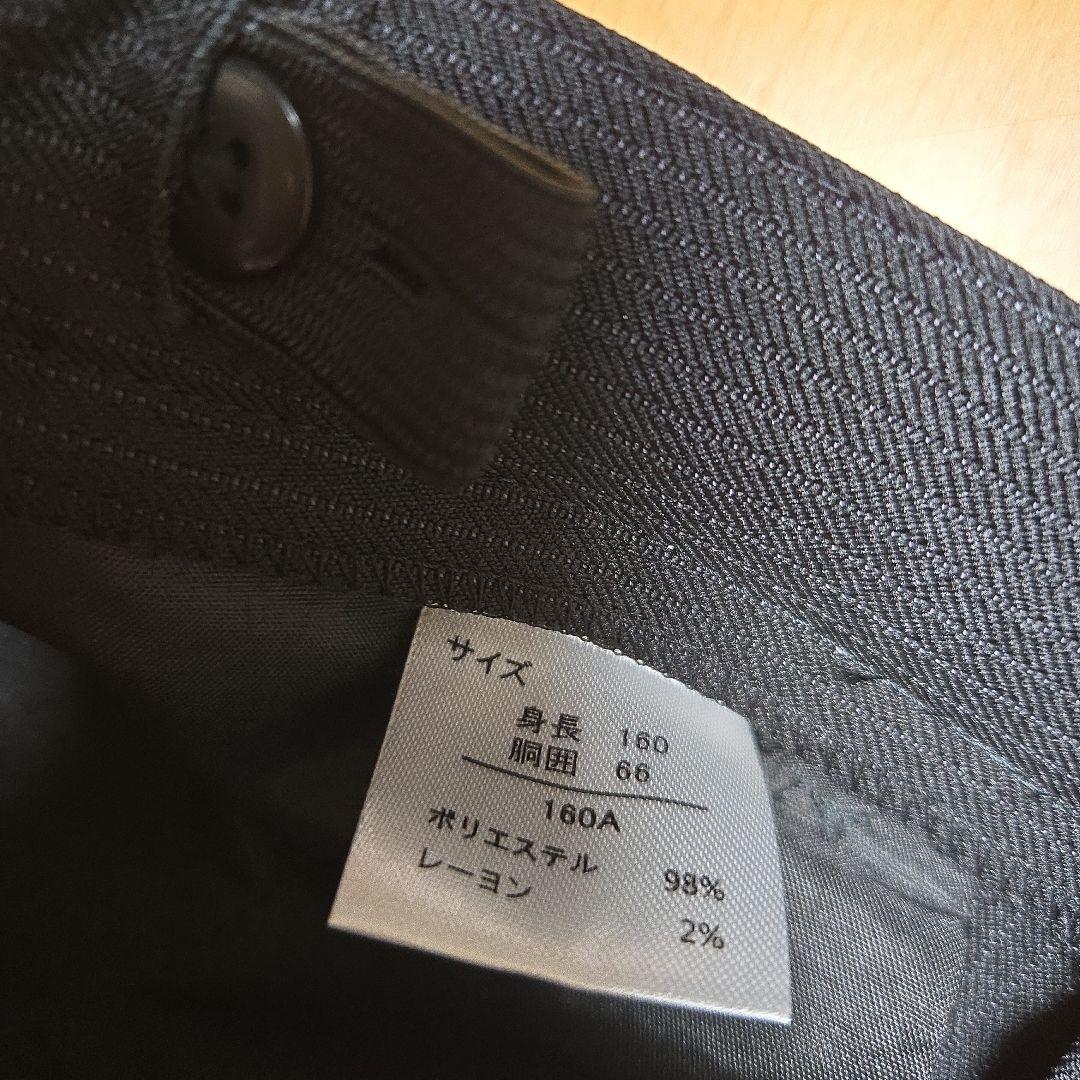 サイズ
身長 160
胴囲 66
160A
ポリエステル 98%
レーヨン 2%